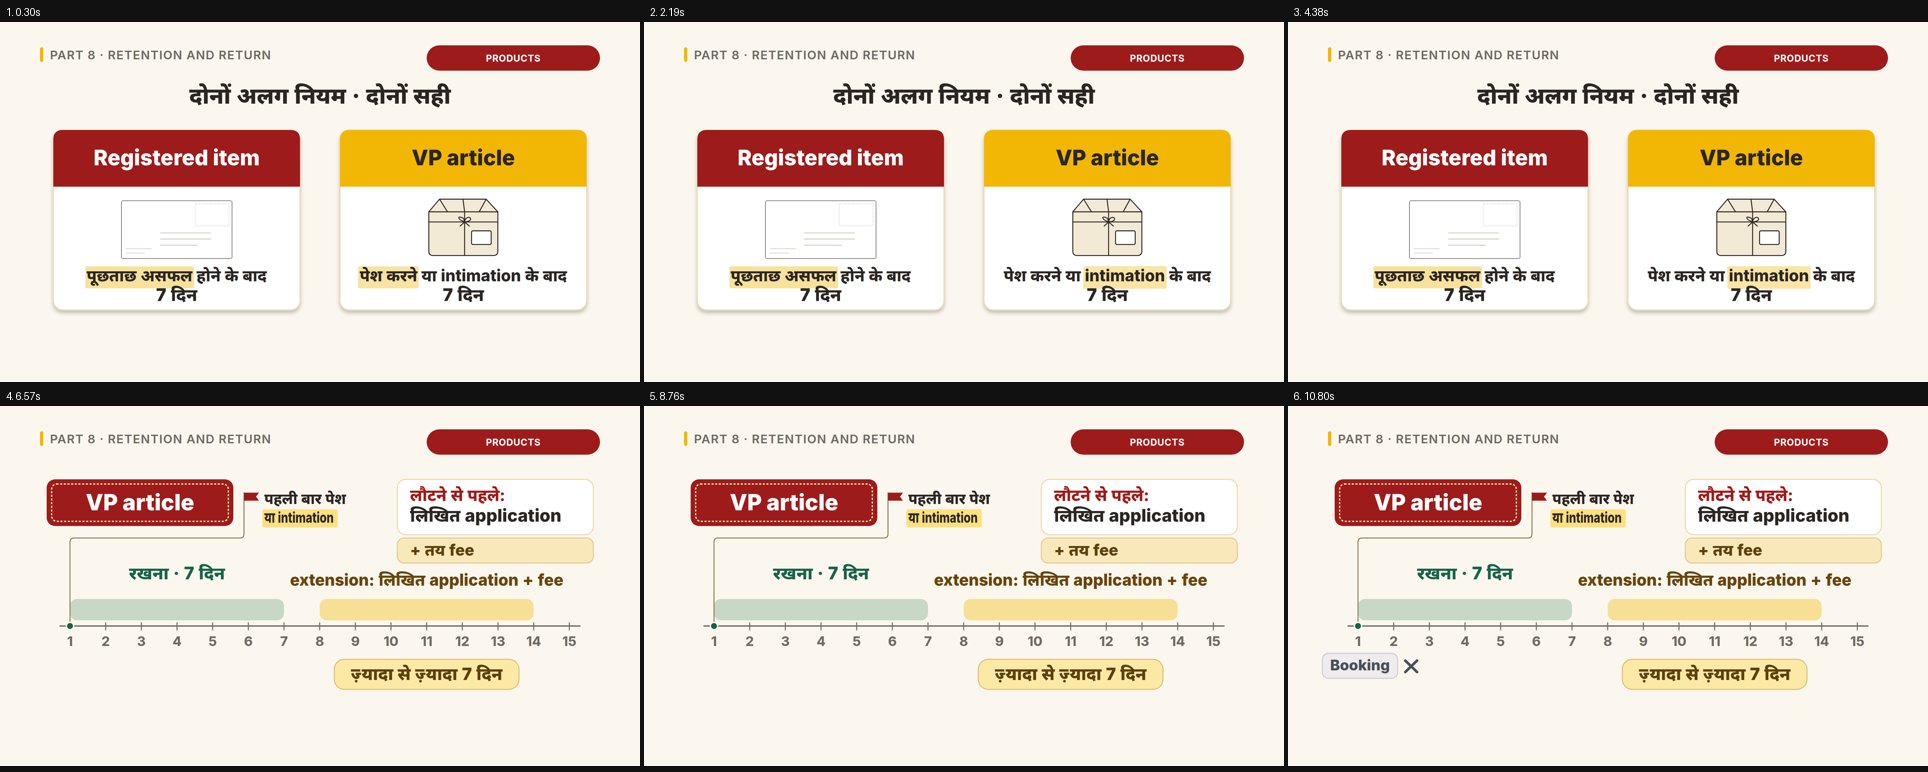 1. 0.30s
PART 8 · RETENTION AND RETURN
PRODUCTS
दोनों अलग नियम · दोनों सही
Registered item
VP article
पूछताछ असफल होने के बाद
7 दिन
पेश करने या intimation के बाद
7 दिन
2. 2.19s
PART 8 · RETENTION AND RETURN
PRODUCTS
दोनों अलग नियम · दोनों सही
Registered item
VP article
पूछताछ असफल होने के बाद
7 दिन
पेश करने या intimation के बाद
7 दिन
3. 4.38s
PART 8 · RETENTION AND RETURN
PRODUCTS
दोनों अलग नियम · दोनों सही
Registered item
VP article
पूछताछ असफल होने के बाद
7 दिन
पेश करने या intimation के बाद
7 दिन
4. 6.57s
PART 8 · RETENTION AND RETURN
PRODUCTS
VP article
पहली बार पेश
या intimation
लौटने से पहले:
लिखित application
+ तय fee
रखना · 7 दिन
extension: लिखित application + fee
1 2 3 4 5 6 7 8 9 10 11 12 13 14 15
ज़्यादा से ज़्यादा 7 दिन
5. 8.76s
PART 8 · RETENTION AND RETURN
PRODUCTS
VP article
पहली बार पेश
या intimation
लौटने से पहले:
लिखित application
+ तय fee
रखना · 7 दिन
extension: लिखित application + fee
1 2 3 4 5 6 7 8 9 10 11 12 13 14 15
ज़्यादा से ज़्यादा 7 दिन
6. 10.80s
PART 8 · RETENTION AND RETURN
PRODUCTS
VP article
पहली बार पेश
या intimation
लौटने से पहले:
लिखित application
+ तय fee
रखना · 7 दिन
extension: लिखित application + fee
1 2 3 4 5 6 7 8 9 10 11 12 13 14 15
Booking
ज़्यादा से ज़्यादा 7 दिन